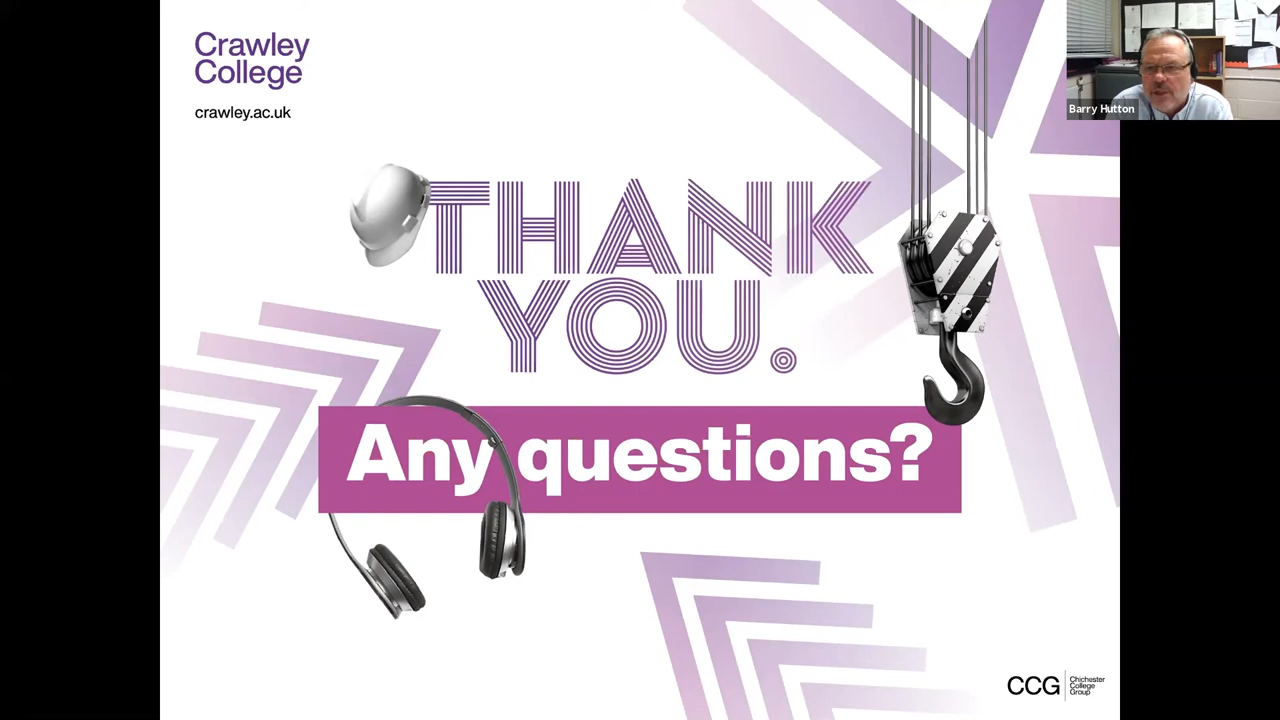 Crawley
College
crawley.ac.uk
Barry Hutton
THANK
YOU.
Any questions?
CCG
Chichester
College
Group